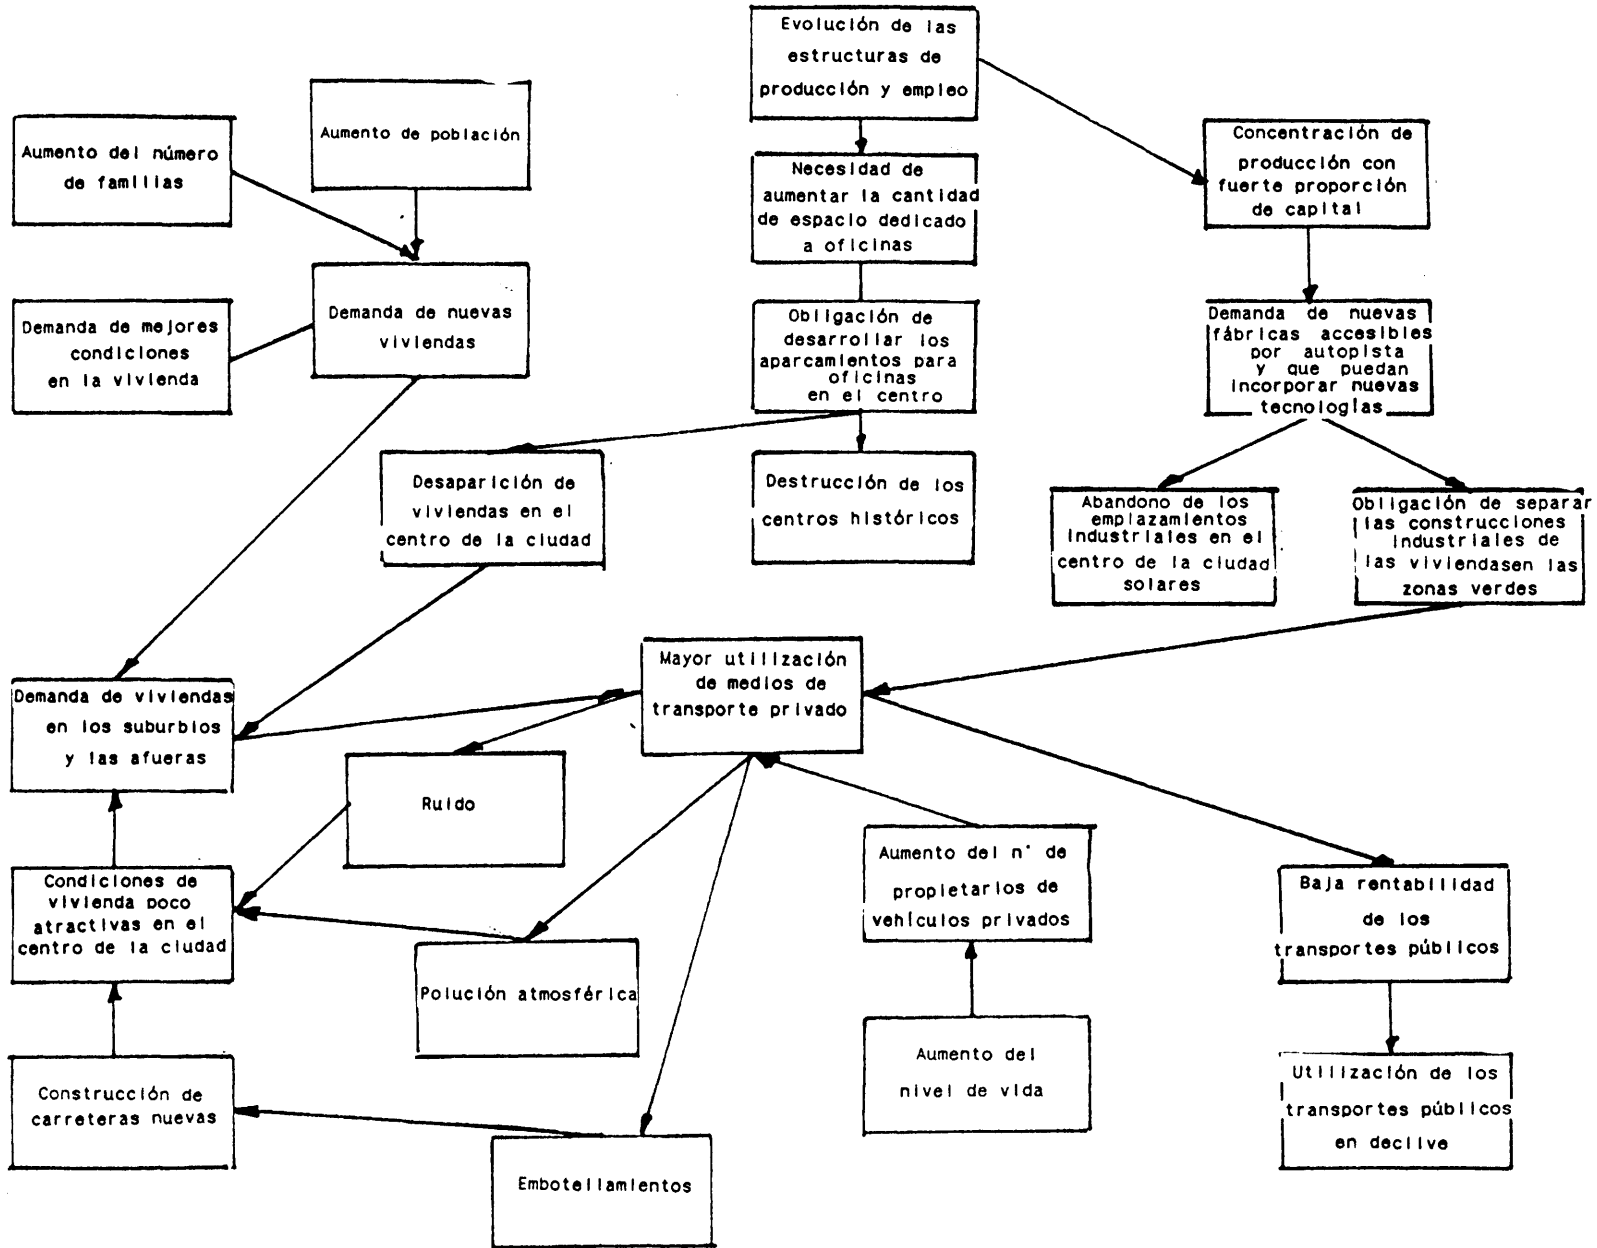 Evolución de las
estructuras de
producción y empleo
Aumento de población
Aumento del número
de familias
Concentración de
producción con
fuerte proporción
de capital
Necesidad de
aumentar la cantidad
de espacio dedicado
a oficinas
Demanda de nuevas
viviendas
Demanda de mejores
condiciones
en la vivienda
Obligación de
desarrollar los
aparcamientos para
oficinas
en el centro
Demanda de nuevas
fábricas accesibles
por autopista
y que puedan
incorporar nuevas
tecnologías
Desaparición de
viviendas en el
centro de la ciudad
Destrucción de los
centros históricos
Abandono de los
emplazamientos
industriales en el
centro de la ciudad
solares
Obligación de separar
las construcciones
industriales de
las viviendasen las
zonas verdes
Mayor utilización
de medios de
transporte privado
Demanda de viviendas
en los suburbios
y las afueras
Ruido
Aumento del n° de
propietarios de
vehículos privados
Baja rentabilidad
de los
transportes públicos
Condiciones de
vivienda poco
atractivas en el
centro de la ciudad
Polución atmosférica
Aumento del
nivel de vida
Utilización de los
transportes públicos
en declive
Construcción de
carreteras nuevas
Embotellamientos